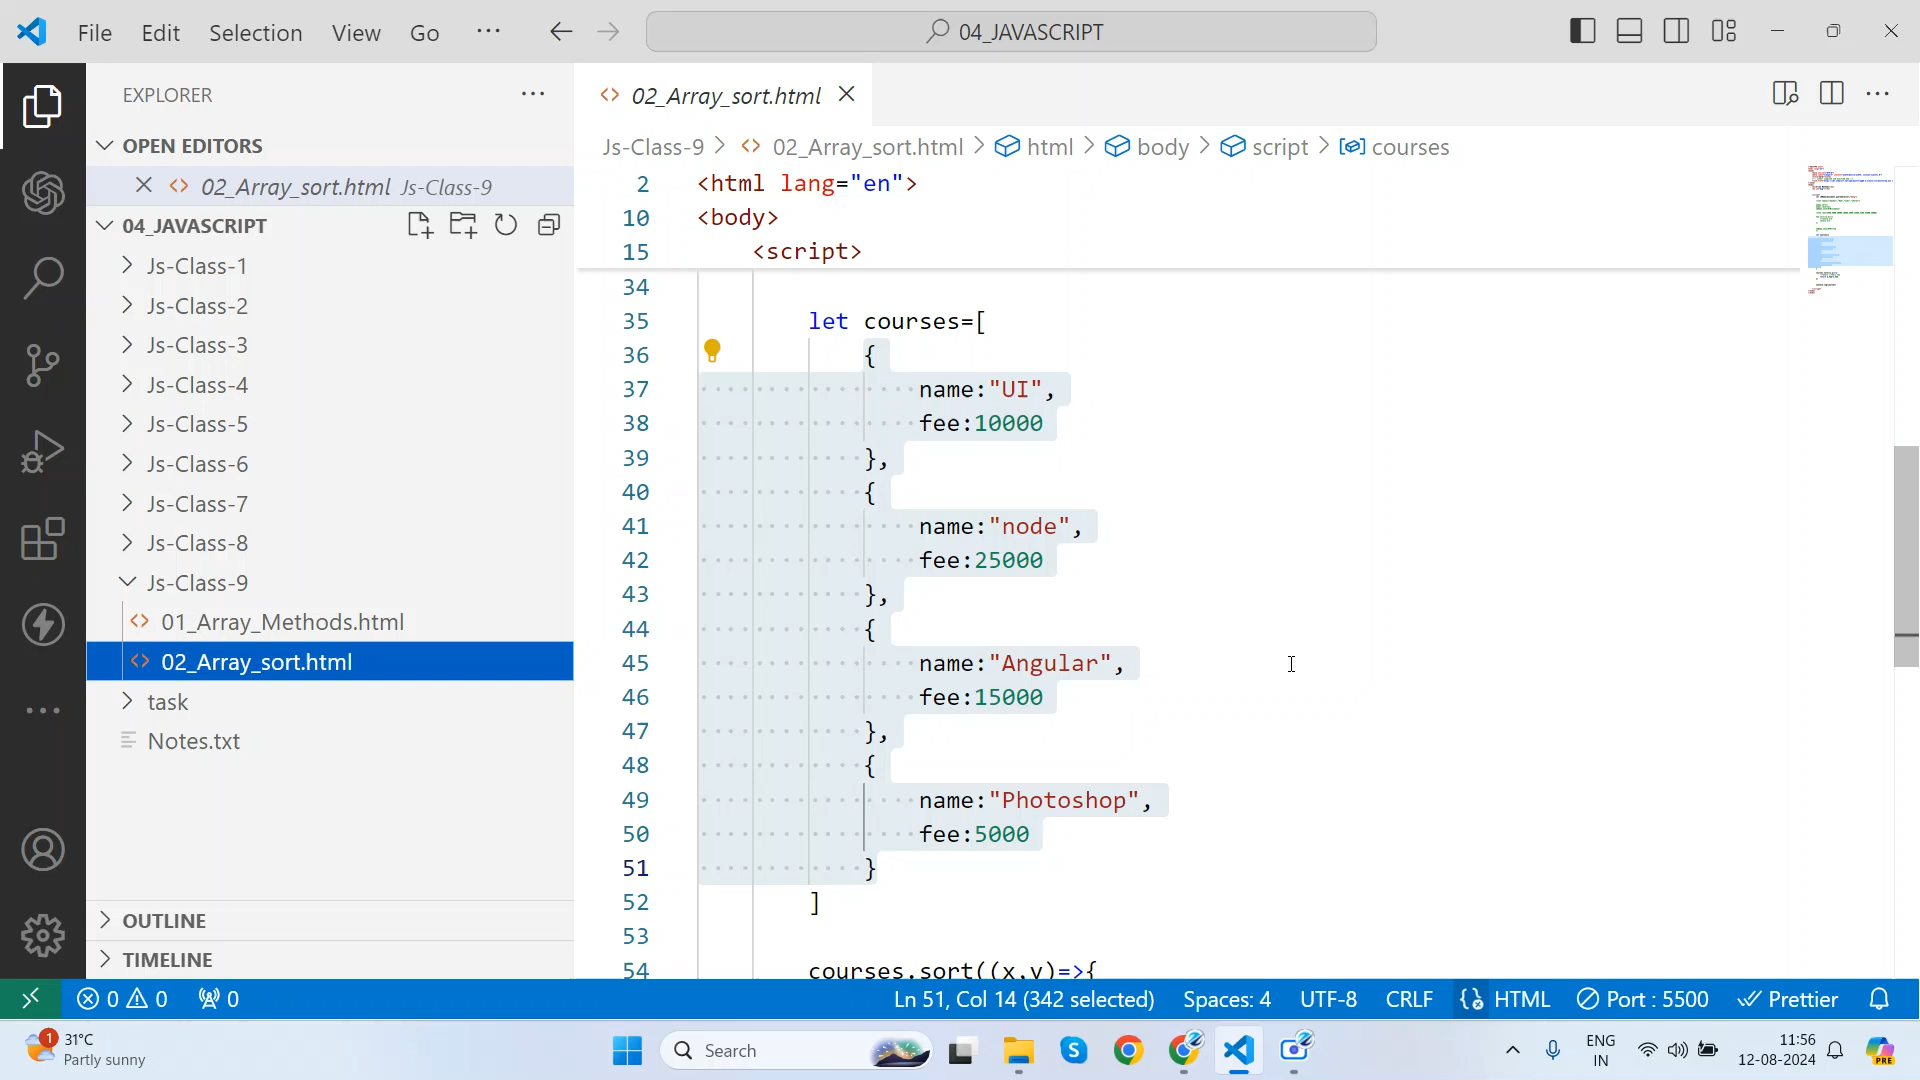 File Edit Selection View Go ···
04_JAVASCRIPT
EXPLORER
OPEN EDITORS
02_Array_sort.html Js-Class-9
04_JAVASCRIPT
Js-Class-1
Js-Class-2
Js-Class-3
Js-Class-4
Js-Class-5
Js-Class-6
Js-Class-7
Js-Class-8
Js-Class-9
01_Array_Methods.html
02_Array_sort.html
task
Notes.txt
OUTLINE
TIMELINE
02_Array_sort.html
Js-Class-9 > 02_Array_sort.html > html > body > script > courses
2 <html lang="en">
10 <body>
15 <script>
34
35 let courses=[
36 {
37 name:"UI",
38 fee:10000
39 },
40 {
41 name:"node",
42 fee:25000
43 },
44 {
45 name:"Angular",
46 fee:15000
47 },
48 {
49 name:"Photoshop",
50 fee:5000
51 }
52 ]
53
54 courses.sort((x,y)=>{
0 0 0 Ln 51, Col 14 (342 selected) Spaces: 4 UTF-8 CRLF HTML Port : 5500 Prettier
1
31°C
Partly sunny
Search
ENG
IN
11:56
12-08-2024
PRE